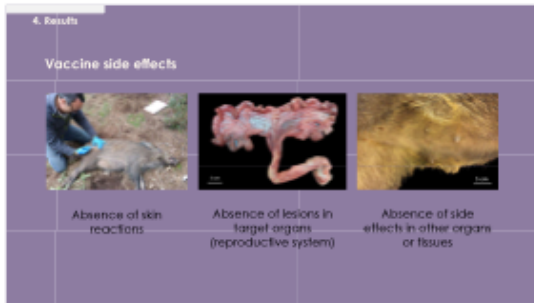 4. Results
Vaccine side effects
Absence of skin
reactions
Absence of lesions in
target organs
(reproductive system)
Absence of side
effects in other organs
or tissues